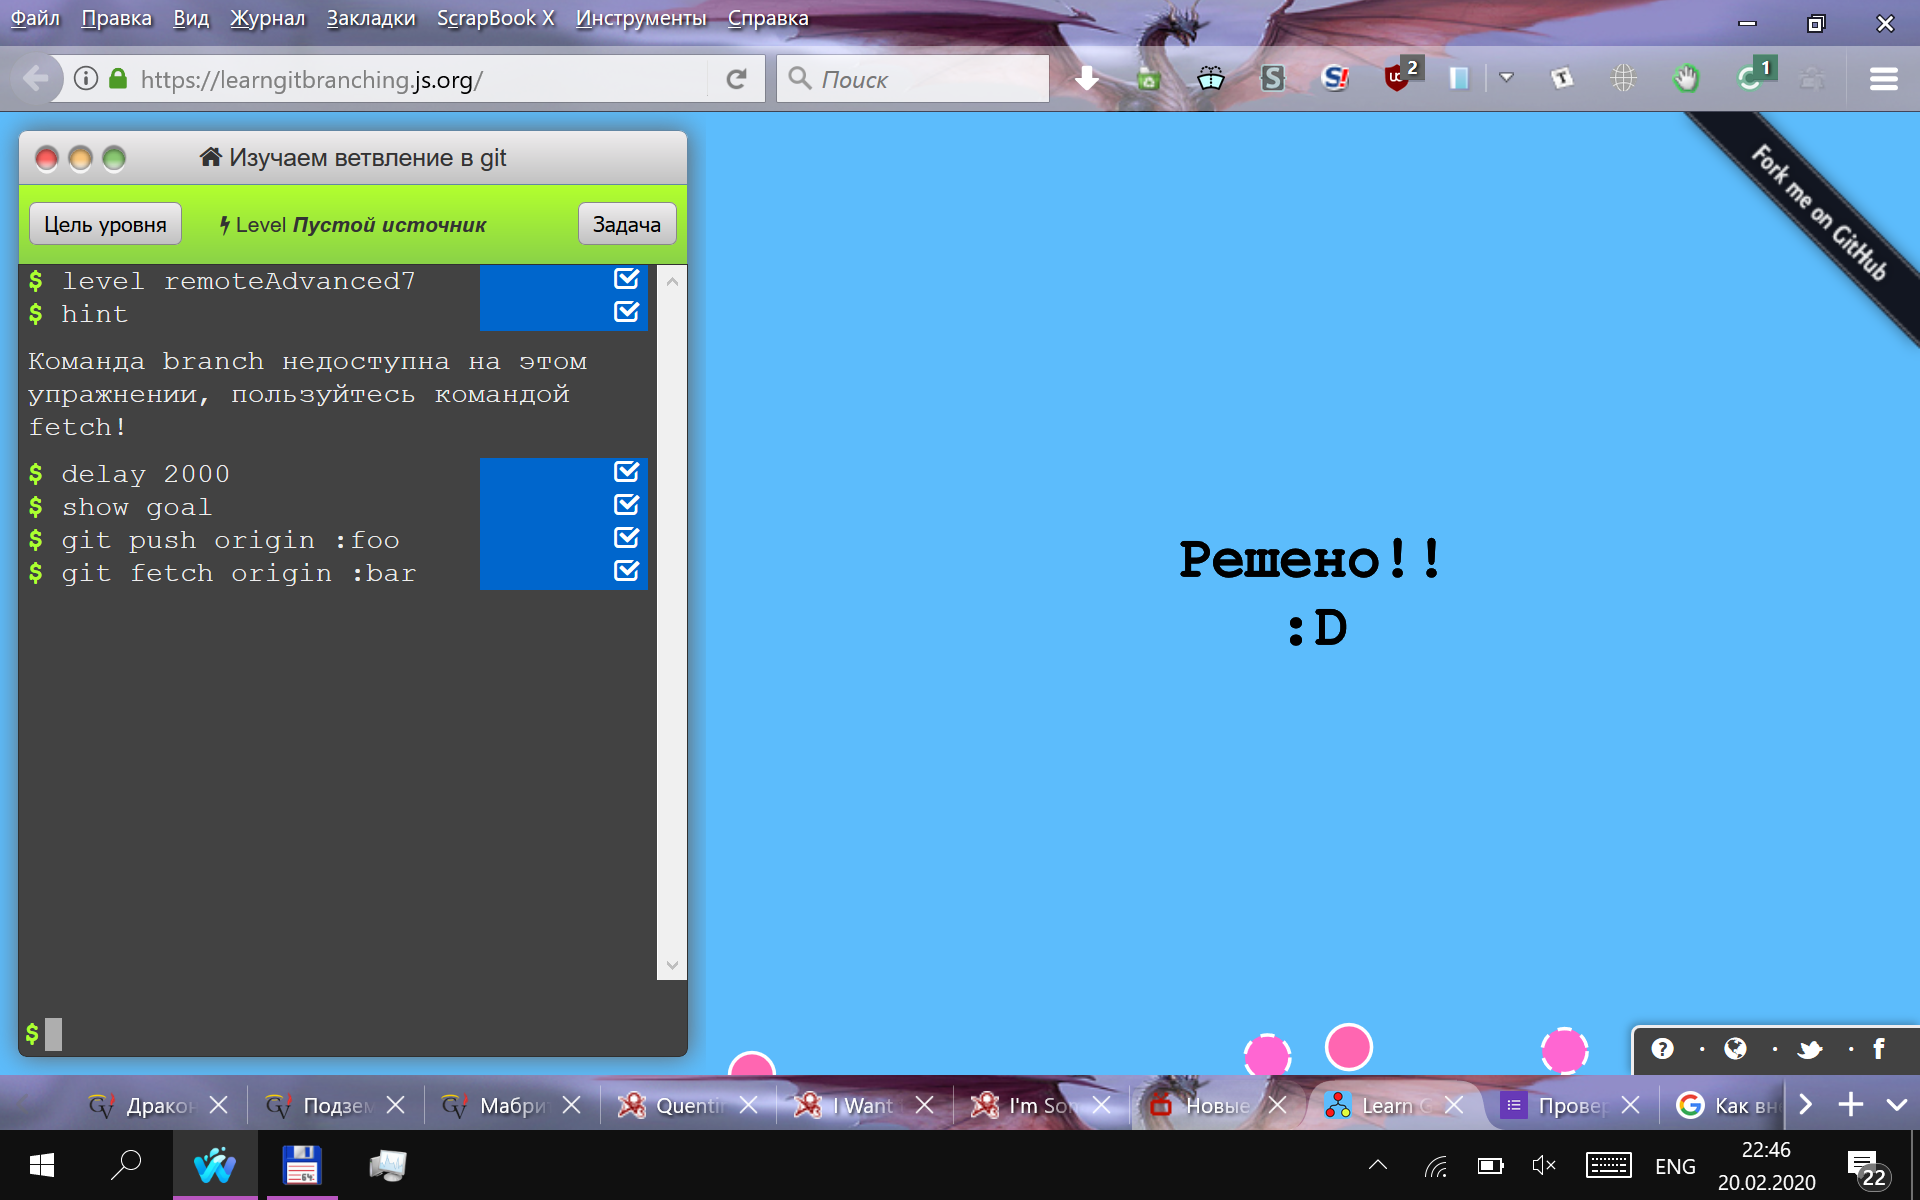 Файл Правка Вид Журнал Закладки ScrapBook X Инструменты Справка
https://learngitbranching.js.org/
Поиск
2
1
Fork me on GitHub
Изучаем ветвление в git
Цель уровня
Level Пустой источник
Задача
$ level remoteAdvanced7
$ hint
Команда branch недоступна на этом
упражнении, пользуйтесь командой
fetch!
$ delay 2000
$ show goal
$ git push origin :foo
$ git fetch origin :bar
$
Решено!!
:D
Дракон Подзем Мабрит Quentin I Want I'm Som Новые Learn G Провер Как вн
ENG
22:46
20.02.2020
22